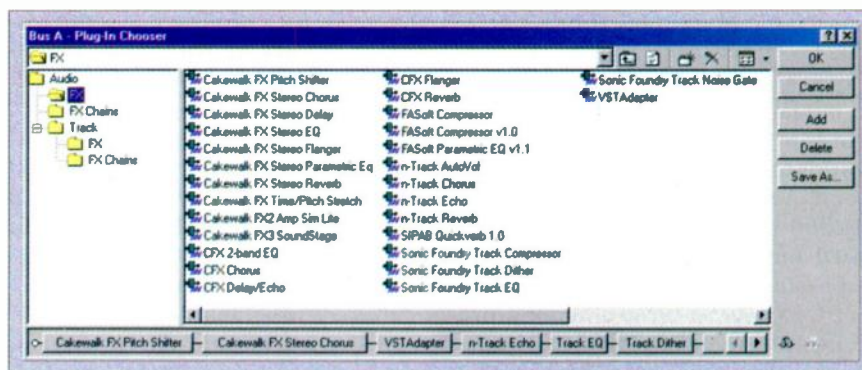 Bus A - Plug-In Chooser
FX
OK
Cancel
Add
Delete
Save As...
Audio
FX
FX Chains
Track
FX
FX Chains
Cakewalk FX Pitch Shifter
Cakewalk FX Stereo Chorus
Cakewalk FX Stereo Delay
Cakewalk FX Stereo EQ
Cakewalk FX Stereo Flanger
Cakewalk FX Stereo Parametric Eq
Cakewalk FX Stereo Reverb
Cakewalk FX Time/Pitch Stretch
Cakewalk FX2 Amp Sim Lite
Cakewalk FX3 SoundStage
CFX 2-band EQ
CFX Chorus
CFX Delay/Echo
CFX Flanger
CFX Reverb
FASoft Compressor
FASoft Compressor v1.0
FASoft Parametric EQ v1.1
n-Track AutoVol
n-Track Chorus
n-Track Echo
n-Track Reverb
SIPAB Quickverb 1.0
Sonic Foundry Track Compressor
Sonic Foundry Track Dither
Sonic Foundry Track EQ
Sonic Foundry Track Noise Gate
VSTAdapter
Cakewalk FX Pitch Shifter
Cakewalk FX Stereo Chorus
VSTAdapter
n-Track Echo
Track EQ
Track Dither